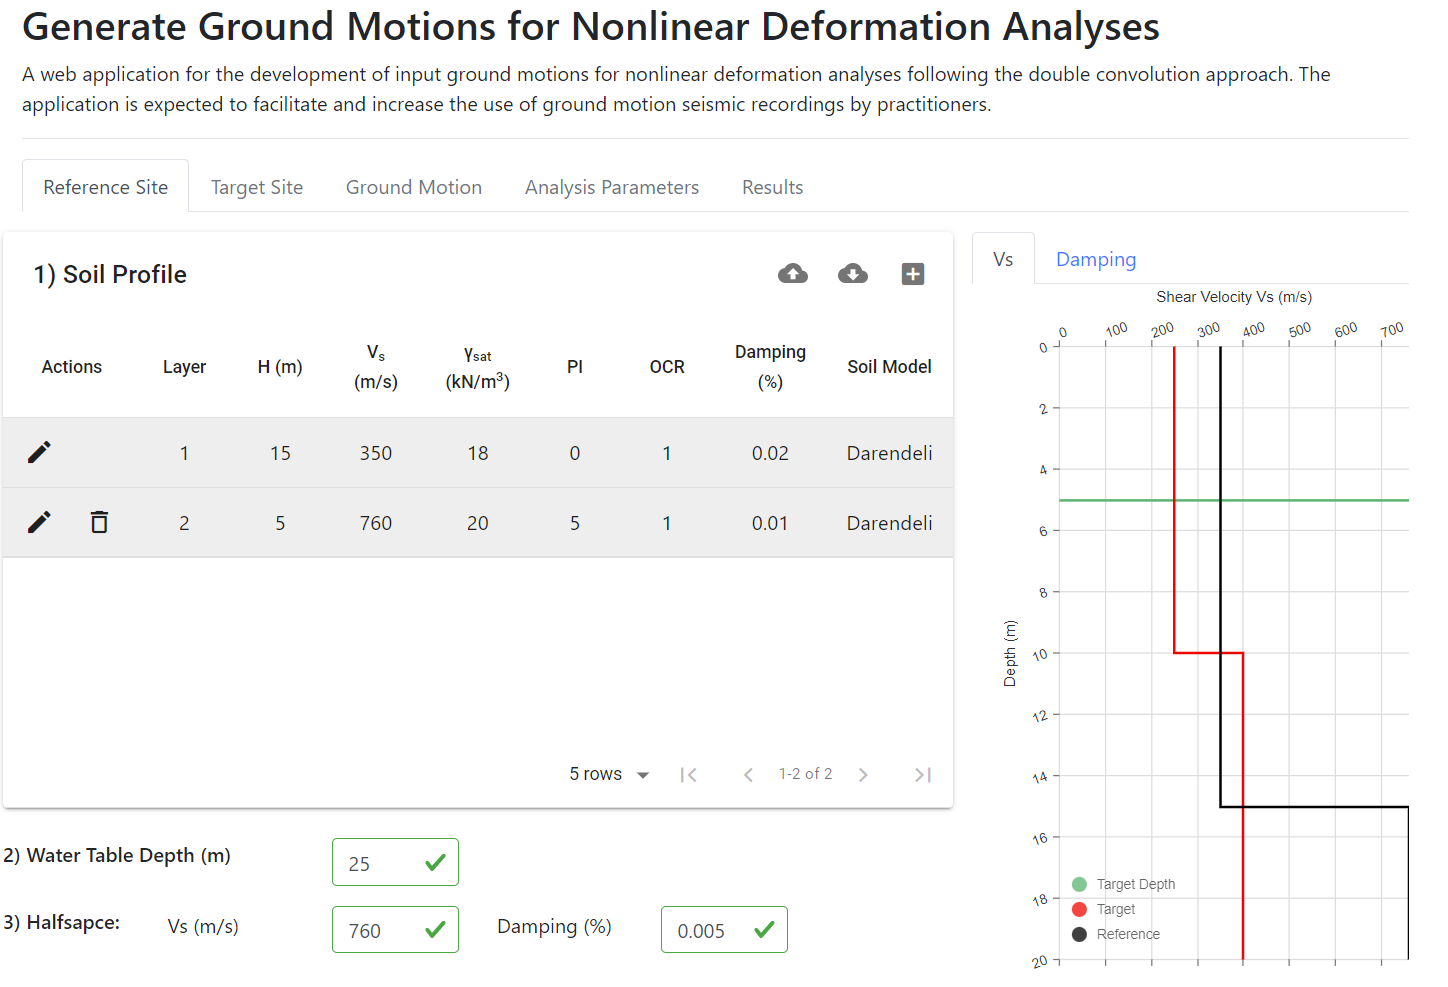 Generate Ground Motions for Nonlinear Deformation Analyses
A web application for the development of input ground motions for nonlinear deformation analyses following the double convolution approach. The
application is expected to facilitate and increase the use of ground motion seismic recordings by practitioners.
Reference Site Target Site Ground Motion Analysis Parameters Results
1) Soil Profile
Actions Layer H (m) Vs (m/s) γsat (kN/m³) PI OCR Damping (%) Soil Model
1 15 350 18 0 1 0.02 Darendeli
2 5 760 20 5 1 0.01 Darendeli
5 rows 1-2 of 2
2) Water Table Depth (m) 25
3) Halfsapce: Vs (m/s) 760 Damping (%) 0.005
Vs Damping
Shear Velocity Vs (m/s)
0 100 200 300 400 500 600 700
0
2
4
6
8
10
12
14
16
18
20
Depth (m)
Target Depth
Target
Reference